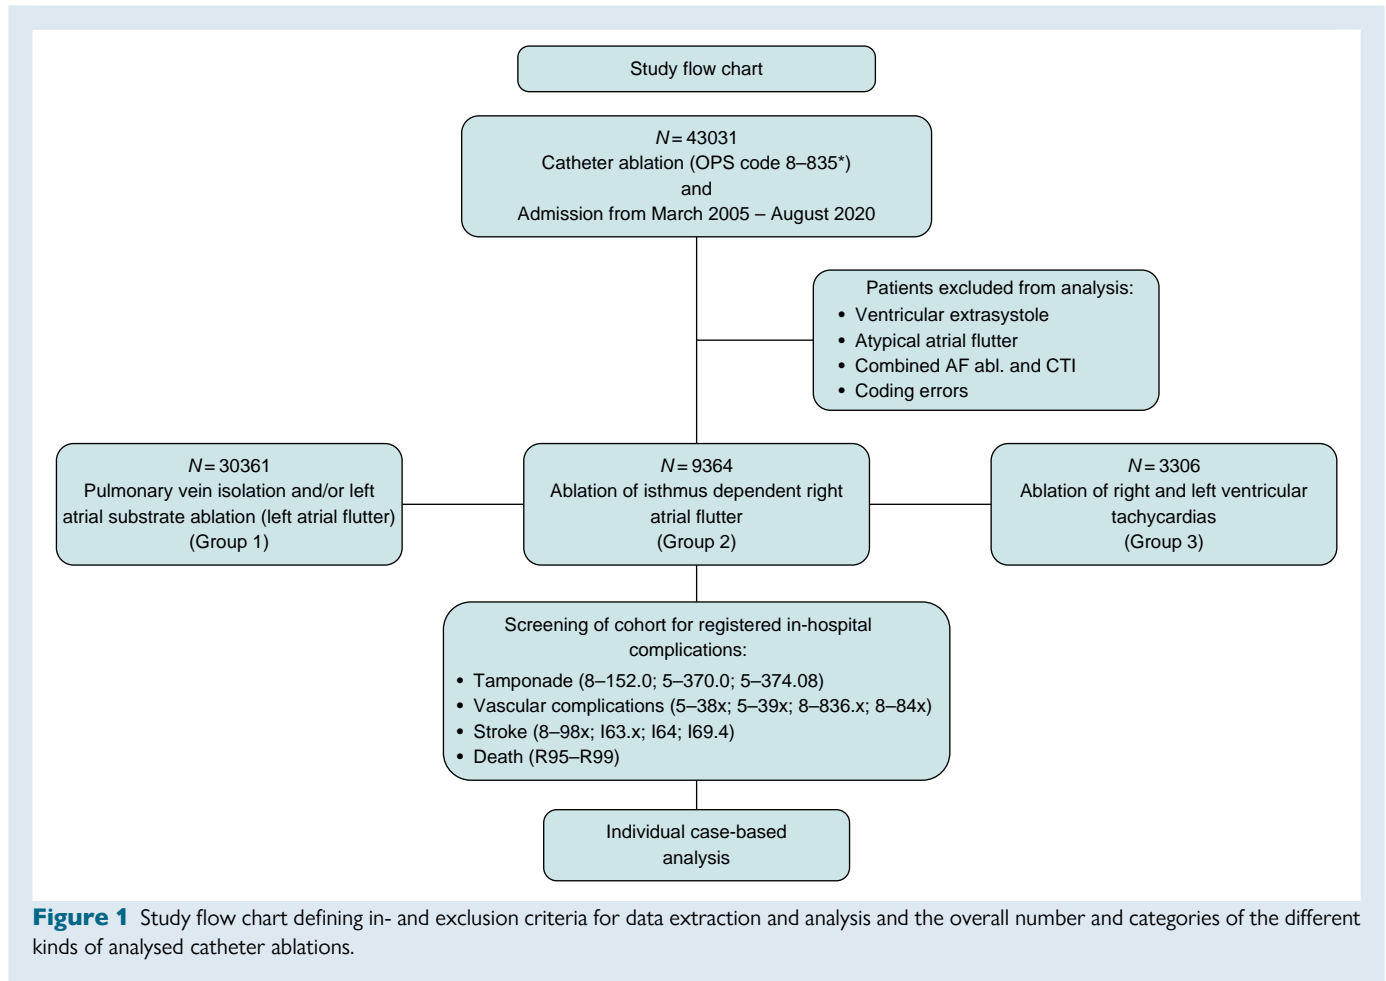 Study flow chart
N = 43031
Catheter ablation (OPS code 8–835*)
and
Admission from March 2005 – August 2020
Patients excluded from analysis:
• Ventricular extrasystole
• Atypical atrial flutter
• Combined AF abl. and CTI
• Coding errors
N = 30361
Pulmonary vein isolation and/or left
atrial substrate ablation (left atrial flutter)
(Group 1)
N = 9364
Ablation of isthmus dependent right
atrial flutter
(Group 2)
N = 3306
Ablation of right and left ventricular
tachycardias
(Group 3)
Screening of cohort for registered in-hospital
complications:
• Tamponade (8–152.0; 5–370.0; 5–374.08)
• Vascular complications (5–38x; 5–39x; 8–836.x; 8–84x)
• Stroke (8–98x; I63.x; I64; I69.4)
• Death (R95–R99)
Individual case-based
analysis
Figure 1 Study flow chart defining in- and exclusion criteria for data extraction and analysis and the overall number and categories of the different
kinds of analysed catheter ablations.